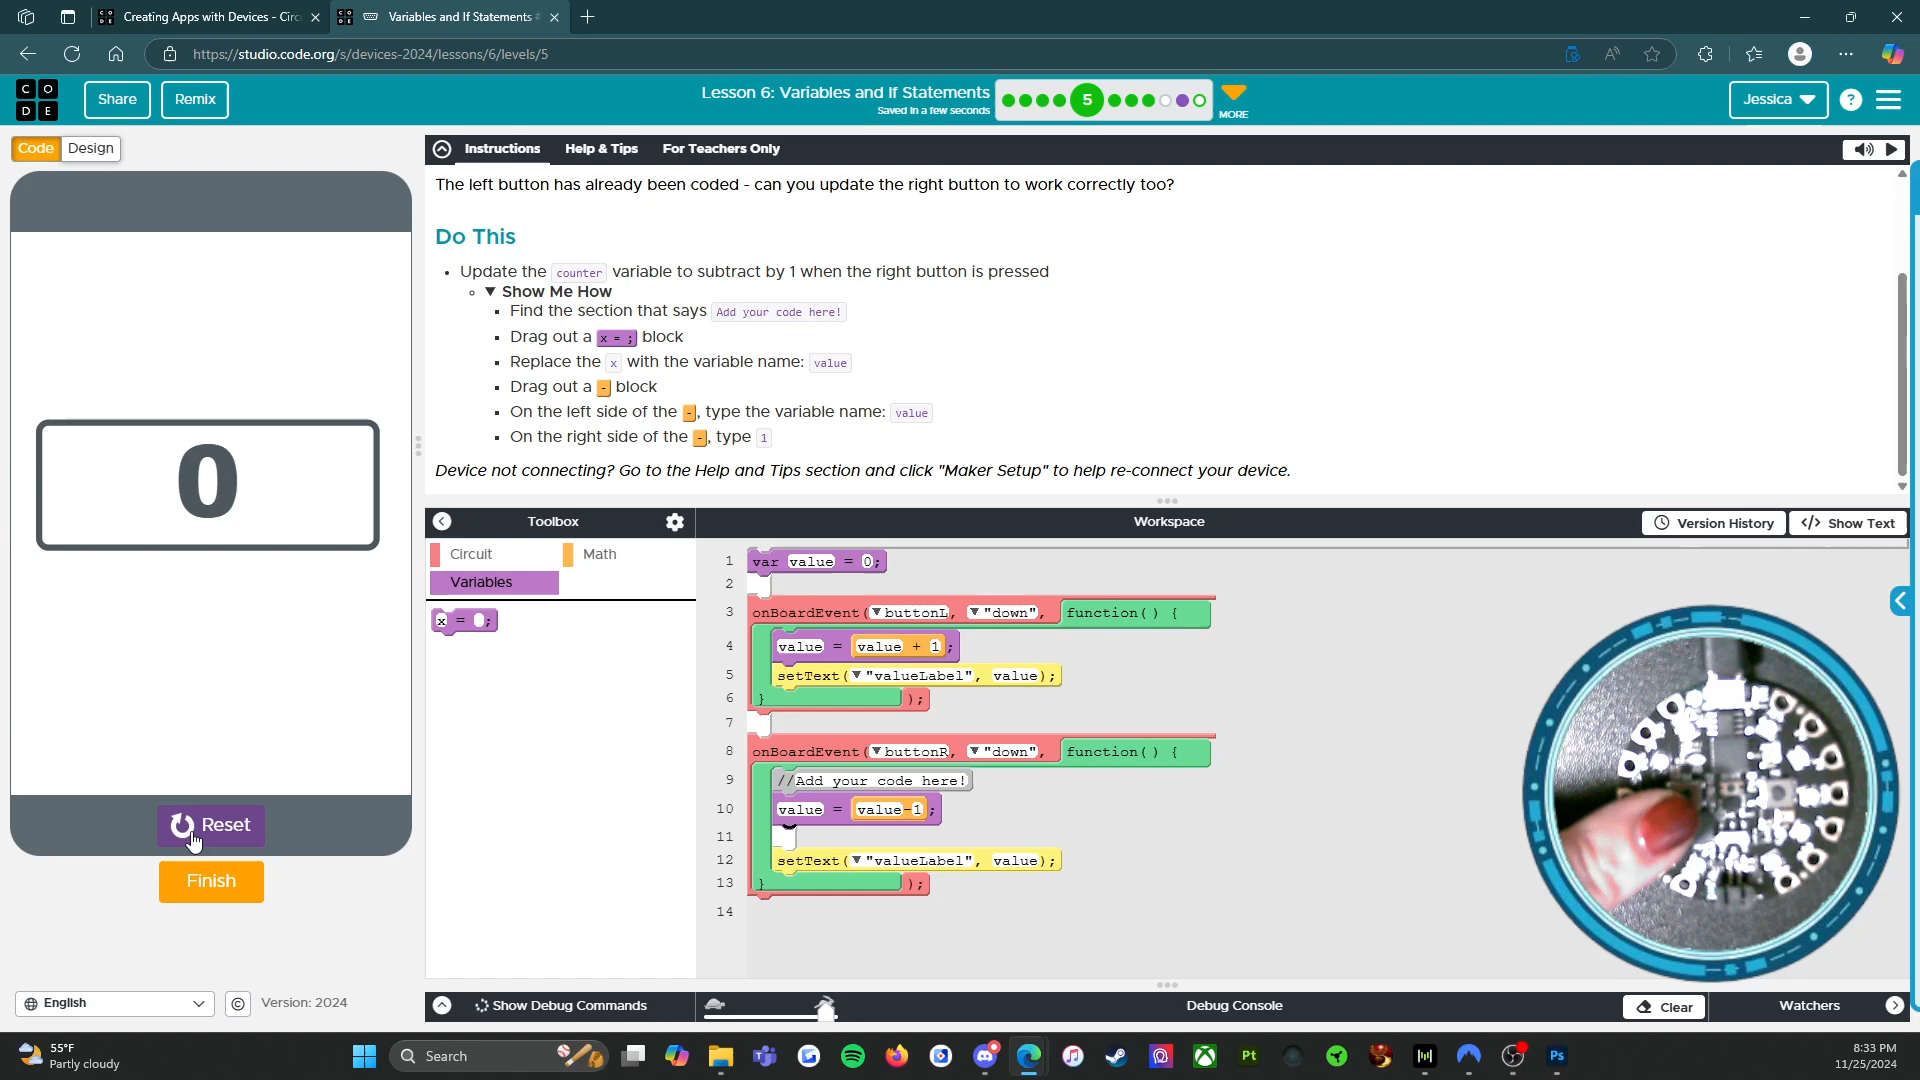 Creating Apps with Devices - Circ
Variables and If Statements
https://studio.code.org/s/devices-2024/lessons/6/levels/5
C O
D E
Share
Remix
Lesson 6: Variables and If Statements
Saved in a few seconds
5
MORE
Jessica
?
Code
Design
Instructions
Help & Tips
For Teachers Only
The left button has already been coded - can you update the right button to work correctly too?
Do This
Update the counter variable to subtract by 1 when the right button is pressed
Show Me How
Find the section that says Add your code here!
Drag out a x = ; block
Replace the x with the variable name: value
Drag out a - block
On the left side of the -, type the variable name: value
On the right side of the -, type 1
Device not connecting? Go to the Help and Tips section and click "Maker Setup" to help re-connect your device.
0
Reset
Finish
Toolbox
Workspace
Version History
</> Show Text
Circuit
Math
Variables
x = ;
1 var value = 0;
2
3 onBoardEvent(▼buttonL, ▼"down", function() {
4 value = value + 1;
5 setText(▼"valueLabel", value);
6 } );
7
8 onBoardEvent(▼buttonR, ▼"down", function() {
9 //Add your code here!
10 value = value-1;
11
12 setText(▼"valueLabel", value);
13 } );
14
English
© Version: 2024
Show Debug Commands
Debug Console
Clear
Watchers
55°F
Partly cloudy
Search
Pt
Ps
8:33 PM
11/25/2024